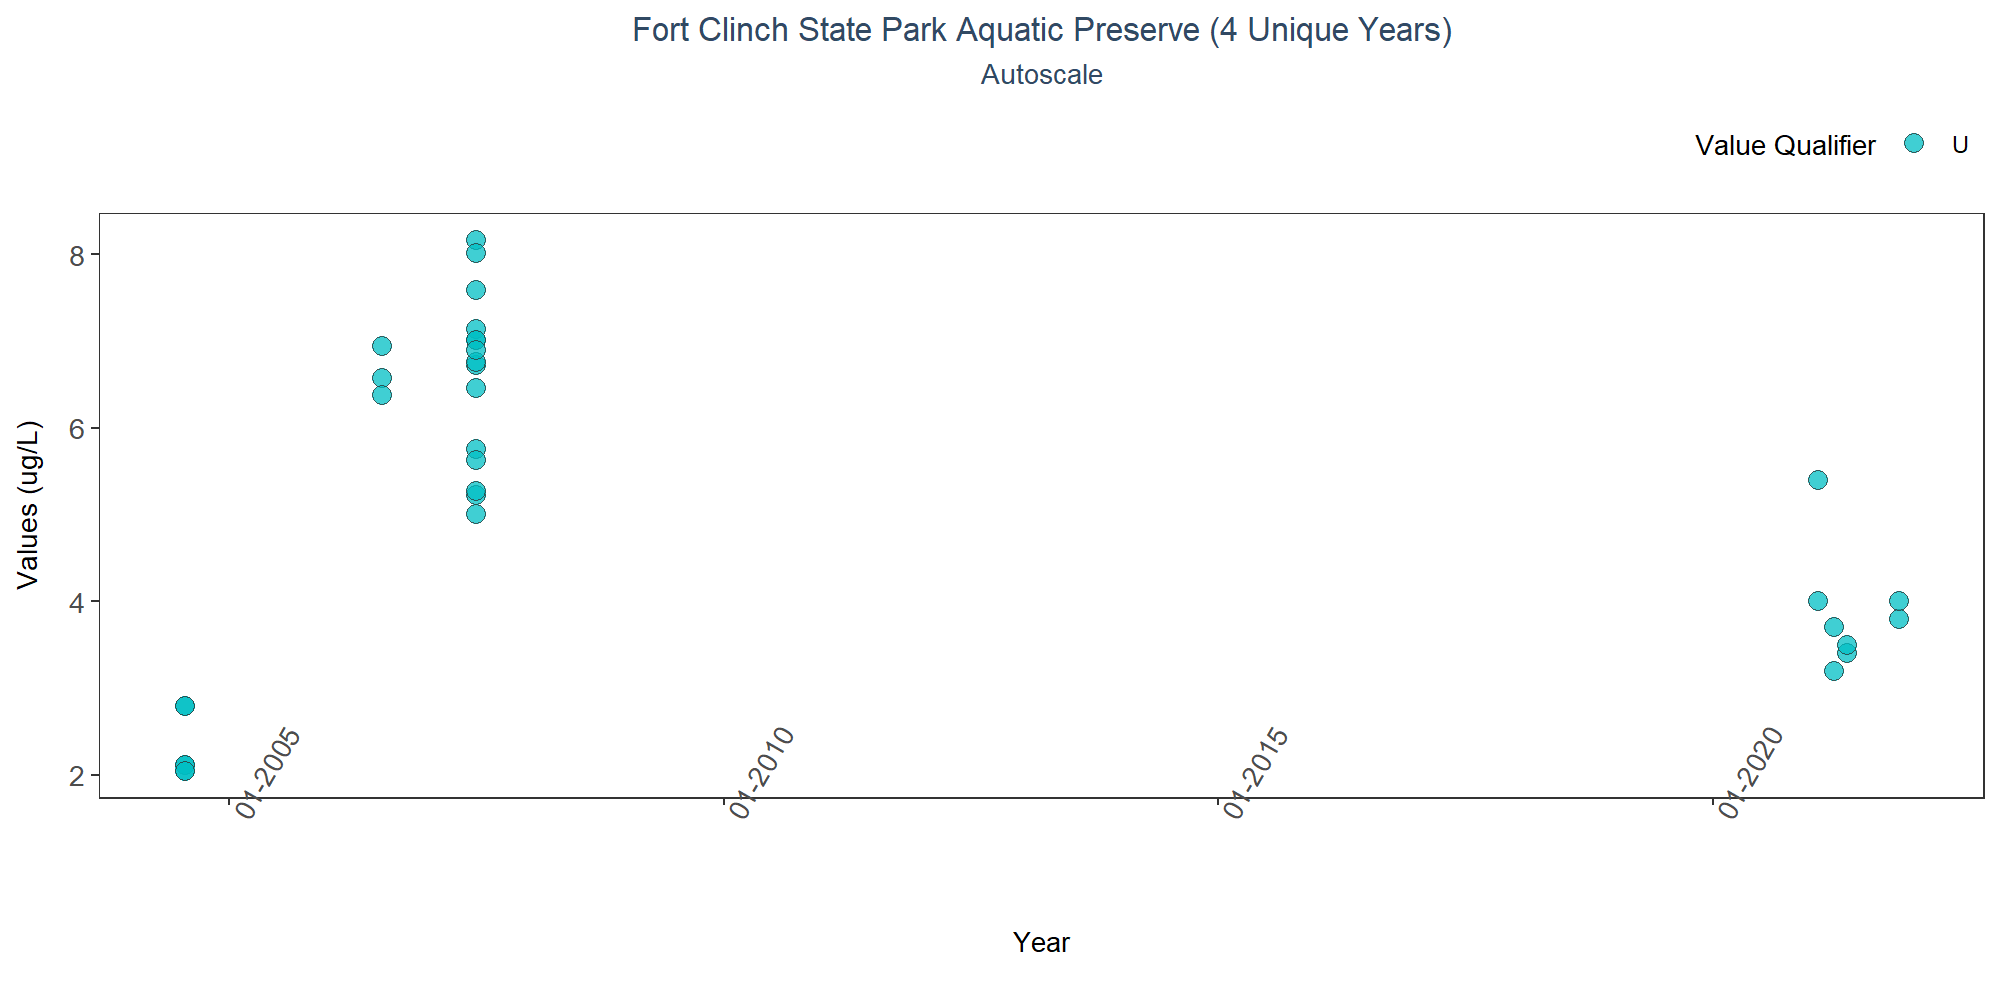 Fort Clinch State Park Aquatic Preserve (4 Unique Years)
Autoscale
Value Qualifier U
8
6
4
2
Values (ug/L)
01-2005
01-2010
01-2015
01-2020
Year